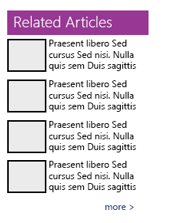 Related Articles
Praesent libero Sed
cursus Sed nisi. Nulla
quis sem Duis sagittis
Praesent libero Sed
cursus Sed nisi. Nulla
quis sem Duis sagittis
Praesent libero Sed
cursus Sed nisi. Nulla
quis sem Duis sagittis
Praesent libero Sed
cursus Sed nisi. Nulla
quis sem Duis sagittis
more >